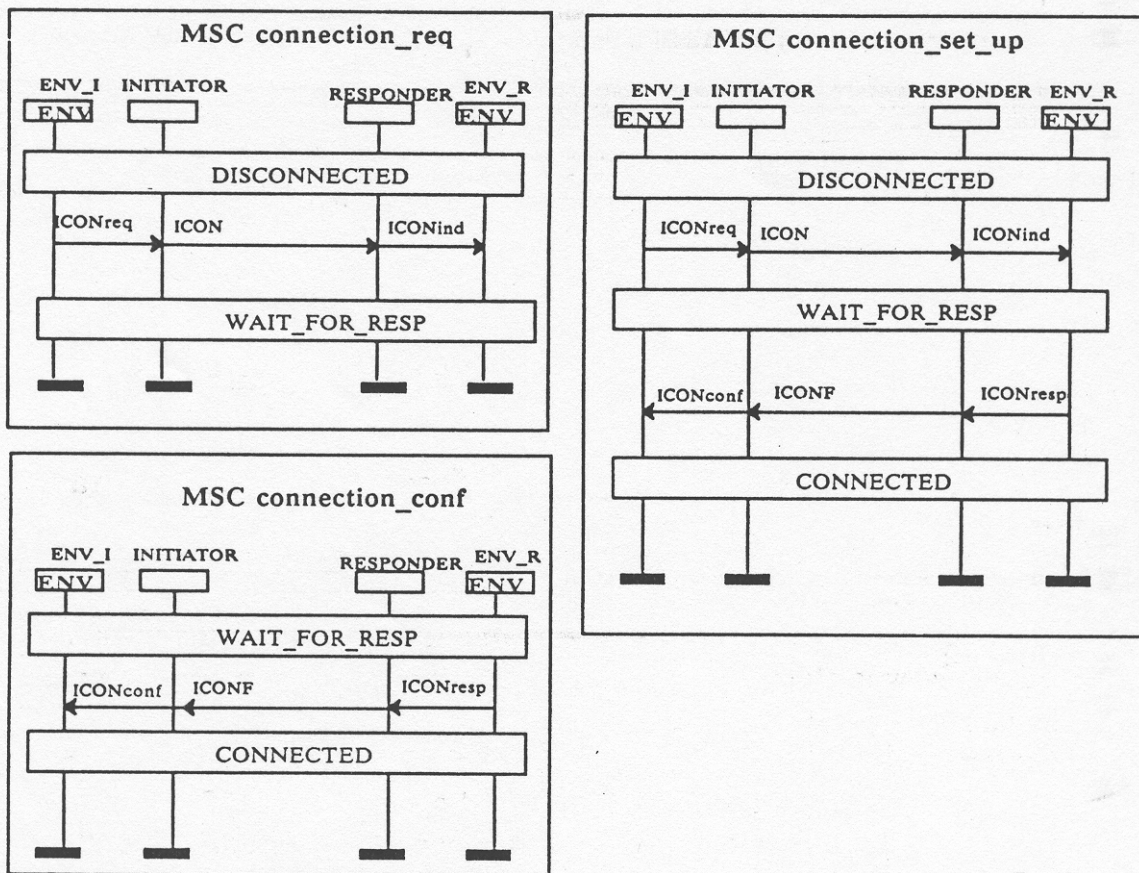 MSC connection_req
ENV_I INITIATOR RESPONDER ENV_R
ENV ENV
DISCONNECTED
ICONreq ICON ICONind
WAIT_FOR_RESP
MSC connection_conf
ENV_I INITIATOR RESPONDER ENV_R
ENV ENV
WAIT_FOR_RESP
ICONconf ICONF ICONresp
CONNECTED
MSC connection_set_up
ENV_I INITIATOR RESPONDER ENV_R
ENV ENV
DISCONNECTED
ICONreq ICON ICONind
WAIT_FOR_RESP
ICONconf ICONF ICONresp
CONNECTED